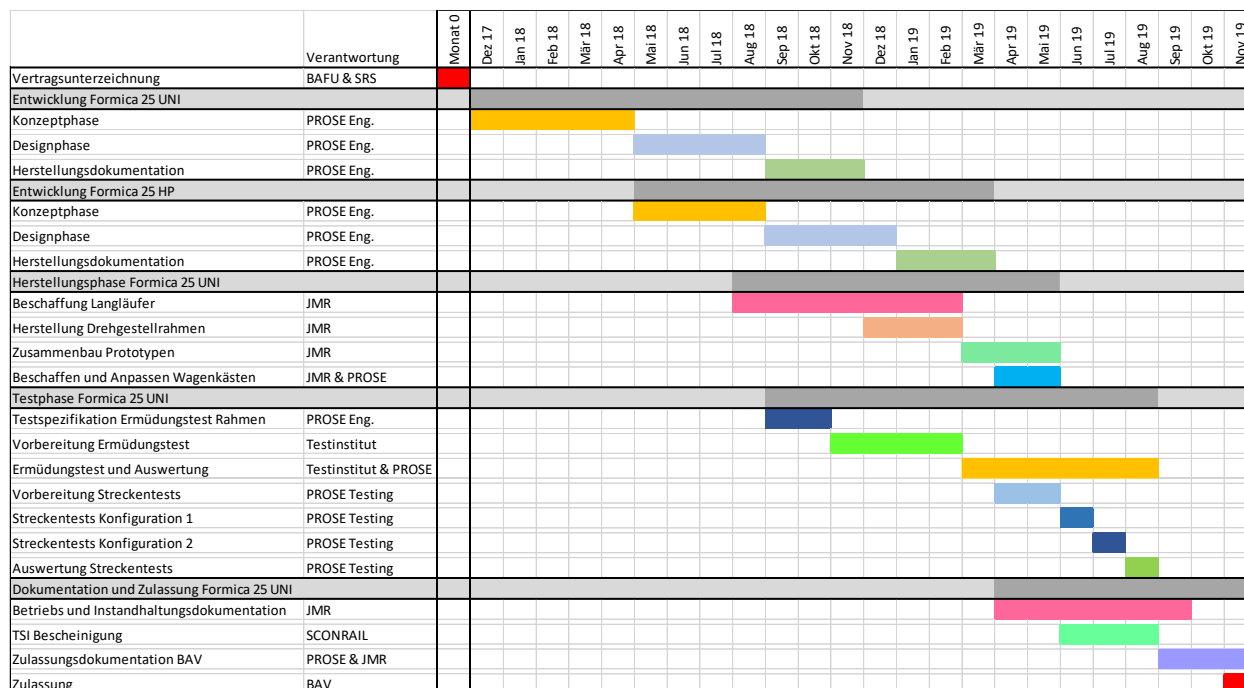 Verantwortung Monat 0 Dez 17 Jan 18 Feb 18 Mär 18 Apr 18 Mai 18 Jun 18 Jul 18 Aug 18 Sep 18 Okt 18 Nov 18 Dez 18 Jan 19 Feb 19 Mär 19 Apr 19 Mai 19 Jun 19 Jul 19 Aug 19 Sep 19 Okt 19 Nov 19
Vertragsunterzeichnung BAFU & SRS
Entwicklung Formica 25 UNI
Konzeptphase PROSE Eng.
Designphase PROSE Eng.
Herstellungsdokumentation PROSE Eng.
Entwicklung Formica 25 HP
Konzeptphase PROSE Eng.
Designphase PROSE Eng.
Herstellungsdokumentation PROSE Eng.
Herstellungsphase Formica 25 UNI
Beschaffung Langläufer JMR
Herstellung Drehgestellrahmen JMR
Zusammenbau Prototypen JMR
Beschaffen und Anpassen Wagenkästen JMR & PROSE
Testphase Formica 25 UNI
Testspezifikation Ermüdungstest Rahmen PROSE Eng.
Vorbereitung Ermüdungstest Testinstitut
Ermüdungstest und Auswertung Testinstitut & PROSE
Vorbereitung Streckentests PROSE Testing
Streckentests Konfiguration 1 PROSE Testing
Streckentests Konfiguration 2 PROSE Testing
Auswertung Streckentests PROSE Testing
Dokumentation und Zulassung Formica 25 UNI
Betriebs und Instandhaltungsdokumentation JMR
TSI Bescheinigung SCONRAIL
Zulassungsdokumentation BAV PROSE & JMR
Zulassung BAV